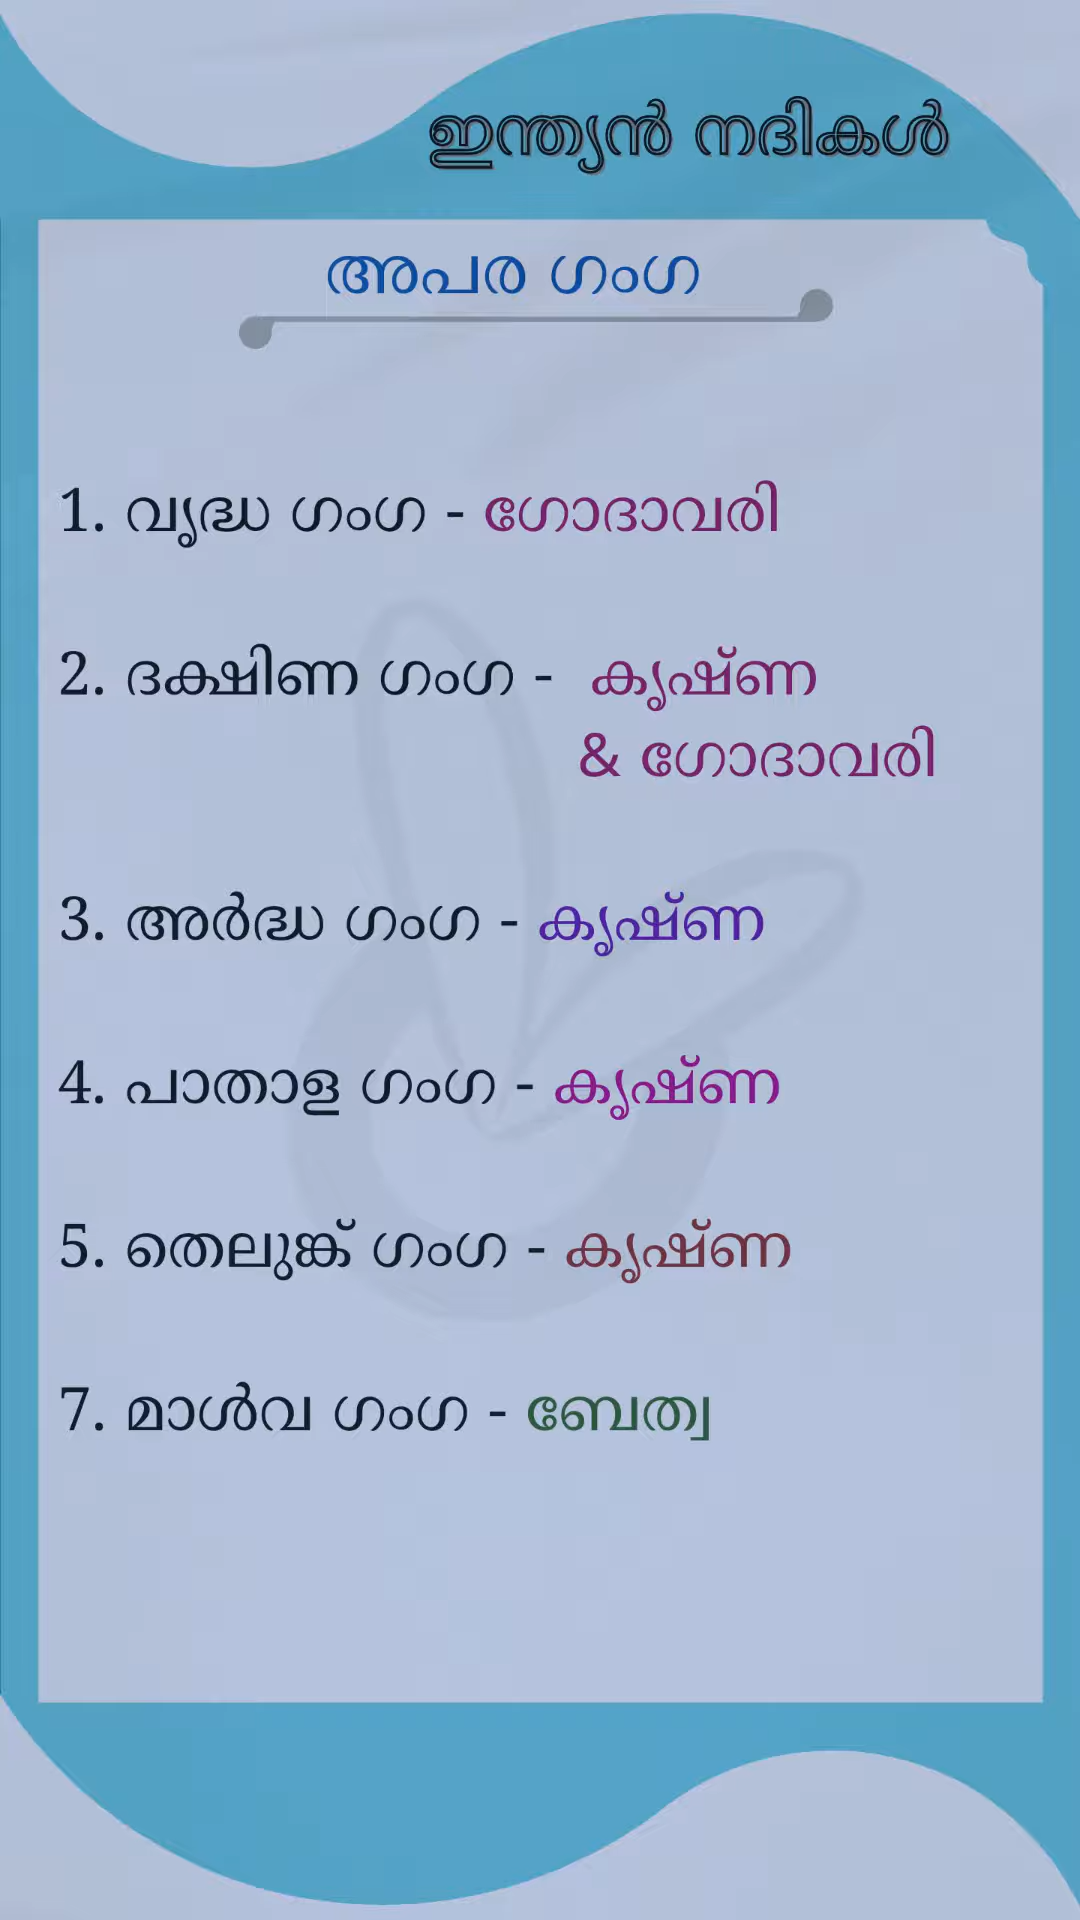 ഇന്ത്യൻ നദികൾ
അപര ഗംഗ
1. വൃദ്ധ ഗംഗ - ഗോദാവരി
2. ദക്ഷിണ ഗംഗ - കൃഷ്ണ
& ഗോദാവരി
3. അർദ്ധ ഗംഗ - കൃഷ്ണ
4. പാതാള ഗംഗ - കൃഷ്ണ
5. തെലുങ്ക് ഗംഗ - കൃഷ്ണ
7. മാൾവ ഗംഗ - ബേത്വ